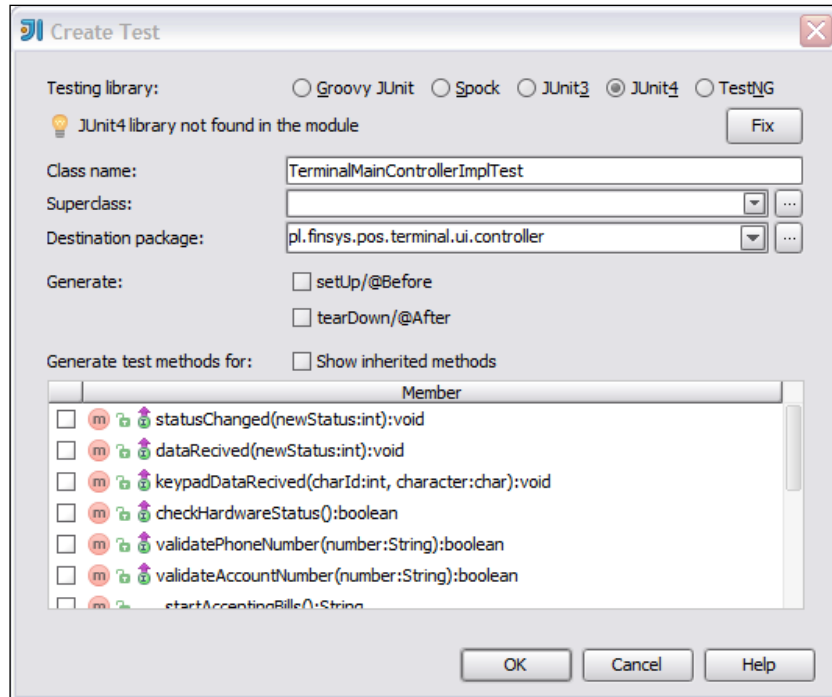 Create Test
Testing library: Groovy JUnit Spock JUnit3 JUnit4 TestNG
JUnit4 library not found in the module Fix
Class name: TerminalMainControllerImplTest
Superclass: ...
Destination package: pl.finsys.pos.terminal.ui.controller ...
Generate: setUp/@Before
tearDown/@After
Generate test methods for: Show inherited methods
Member
m statusChanged(newStatus:int):void
m dataRecived(newStatus:int):void
m keypadDataRecived(charId:int, character:char):void
m checkHardwareStatus():boolean
m validatePhoneNumber(number:String):boolean
m validateAccountNumber(number:String):boolean
m startAcceptingBills():String
OK Cancel Help